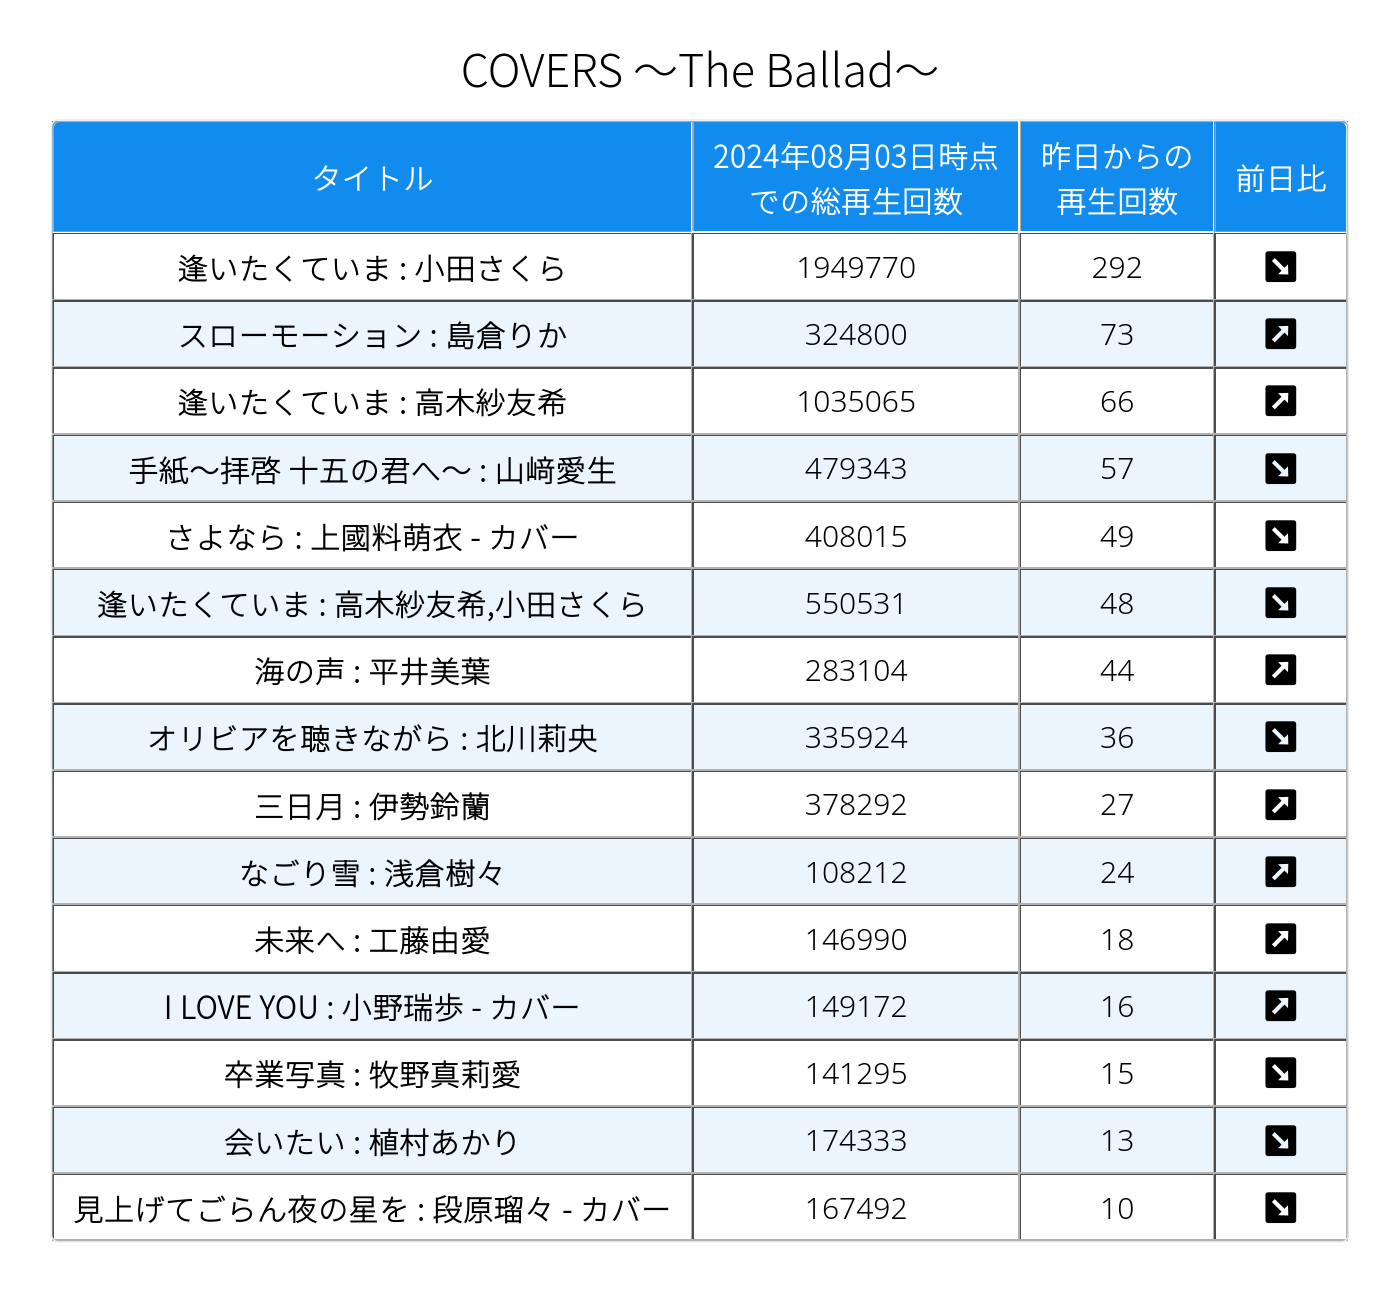 COVERS ～The Ballad～
タイトル 2024年08月03日時点での総再生回数 昨日からの再生回数 前日比
逢いたくていま : 小田さくら 1949770 292 ↘
スローモーション : 島倉りか 324800 73 ↗
逢いたくていま : 高木紗友希 1035065 66 ↗
手紙～拝啓 十五の君へ～ : 山﨑愛生 479343 57 ↘
さよなら : 上國料萌衣 - カバー 408015 49 ↘
逢いたくていま : 高木紗友希,小田さくら 550531 48 ↘
海の声 : 平井美葉 283104 44 ↗
オリビアを聴きながら : 北川莉央 335924 36 ↘
三日月 : 伊勢鈴蘭 378292 27 ↗
なごり雪 : 浅倉樹々 108212 24 ↗
未来へ : 工藤由愛 146990 18 ↗
I LOVE YOU : 小野瑞歩 - カバー 149172 16 ↗
卒業写真 : 牧野真莉愛 141295 15 ↘
会いたい : 植村あかり 174333 13 ↘
見上げてごらん夜の星を : 段原瑠々 - カバー 167492 10 ↘